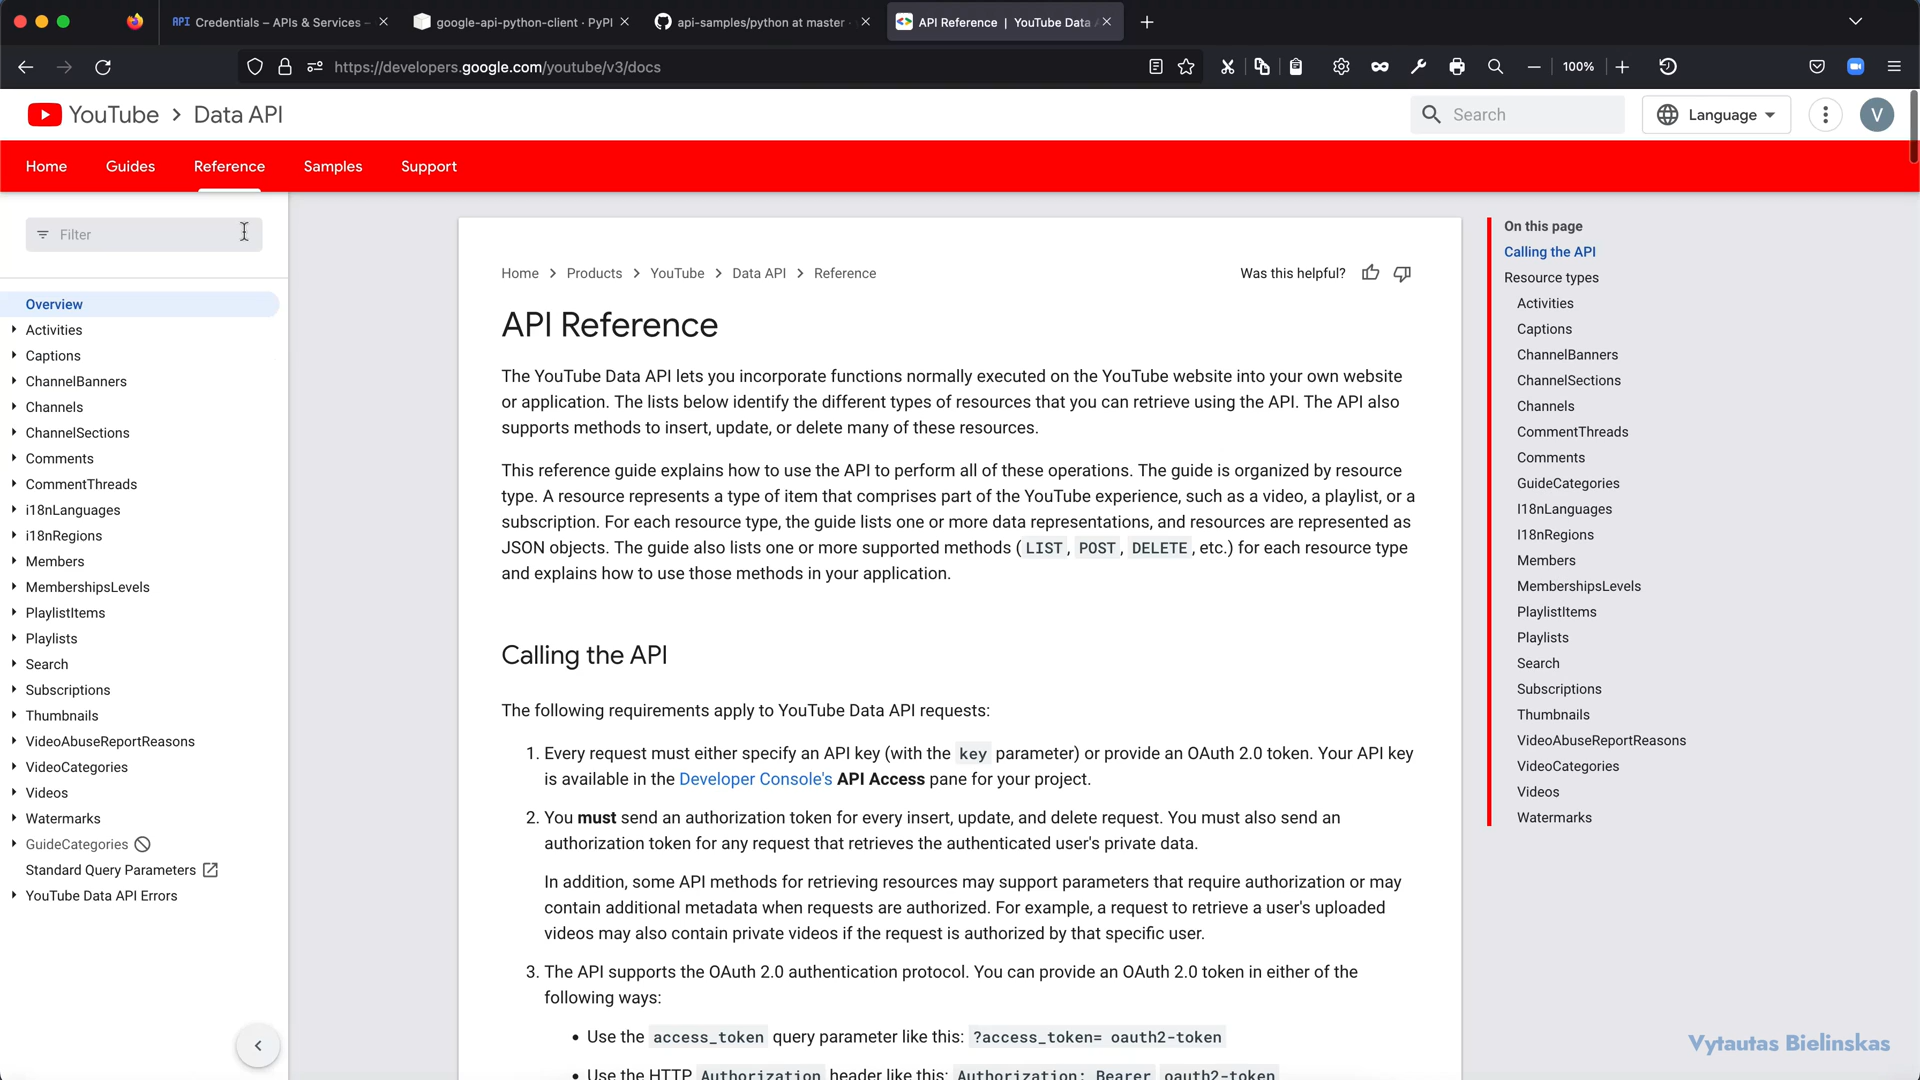 API Credentials – APIs & Services –
google-api-python-client · PyPI
api-samples/python at master ·
API Reference | YouTube Data A
https://developers.google.com/youtube/v3/docs
100%
YouTube > Data API
Search
Language
V
Home
Guides
Reference
Samples
Support
Filter
Overview
Activities
Captions
ChannelBanners
Channels
ChannelSections
Comments
CommentThreads
i18nLanguages
i18nRegions
Members
MembershipsLevels
PlaylistItems
Playlists
Search
Subscriptions
Thumbnails
VideoAbuseReportReasons
VideoCategories
Videos
Watermarks
GuideCategories
Standard Query Parameters
YouTube Data API Errors
Home > Products > YouTube > Data API > Reference
Was this helpful?
API Reference
The YouTube Data API lets you incorporate functions normally executed on the YouTube website into your own website
or application. The lists below identify the different types of resources that you can retrieve using the API. The API also
supports methods to insert, update, or delete many of these resources.
This reference guide explains how to use the API to perform all of these operations. The guide is organized by resource
type. A resource represents a type of item that comprises part of the YouTube experience, such as a video, a playlist, or a
subscription. For each resource type, the guide lists one or more data representations, and resources are represented as
JSON objects. The guide also lists one or more supported methods (LIST, POST, DELETE, etc.) for each resource type
and explains how to use those methods in your application.
Calling the API
The following requirements apply to YouTube Data API requests:
1. Every request must either specify an API key (with the key parameter) or provide an OAuth 2.0 token. Your API key
is available in the Developer Console's API Access pane for your project.
2. You must send an authorization token for every insert, update, and delete request. You must also send an
authorization token for any request that retrieves the authenticated user's private data.
In addition, some API methods for retrieving resources may support parameters that require authorization or may
contain additional metadata when requests are authorized. For example, a request to retrieve a user's uploaded
videos may also contain private videos if the request is authorized by that specific user.
3. The API supports the OAuth 2.0 authentication protocol. You can provide an OAuth 2.0 token in either of the
following ways:
• Use the access_token query parameter like this: ?access_token= oauth2-token
• Use the HTTP Authorization header like this: Authorization: Bearer oauth2-token
On this page
Calling the API
Resource types
Activities
Captions
ChannelBanners
ChannelSections
Channels
CommentThreads
Comments
GuideCategories
I18nLanguages
I18nRegions
Members
MembershipsLevels
PlaylistItems
Playlists
Search
Subscriptions
Thumbnails
VideoAbuseReportReasons
VideoCategories
Videos
Watermarks
Vytautas Bielinskas